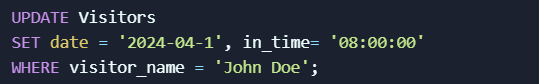 UPDATE Visitors
SET date = '2024-04-1', in_time= '08:00:00'
WHERE visitor_name = 'John Doe';